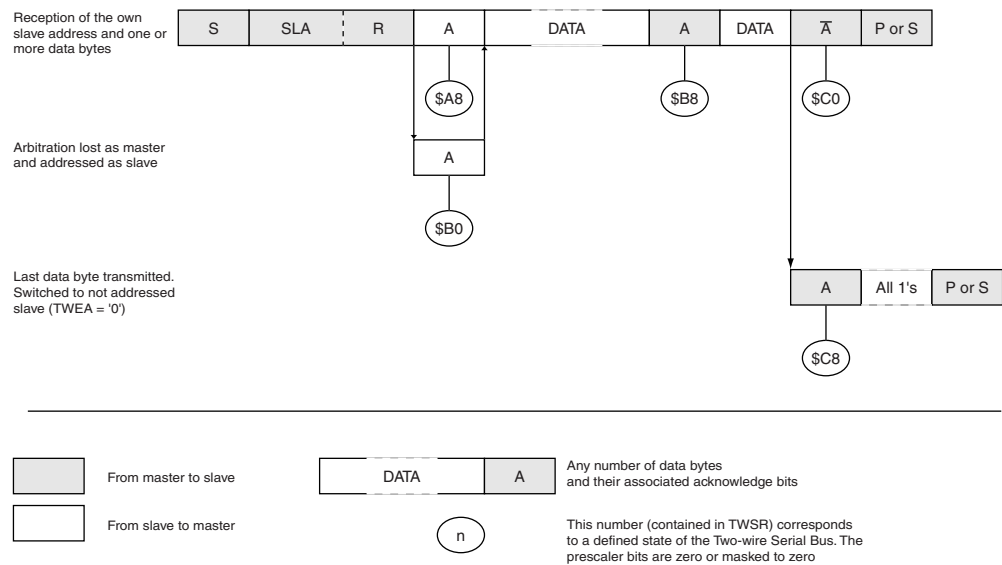 Reception of the own
slave address and one or
more data bytes
S SLA R A DATA A DATA A̅ P or S
$A8 $B8 $C0
Arbitration lost as master
and addressed as slave
A
$B0
Last data byte transmitted.
Switched to not addressed
slave (TWEA = '0')
A All 1's P or S
$C8
From master to slave
DATA A
Any number of data bytes
and their associated acknowledge bits
From slave to master
n
This number (contained in TWSR) corresponds
to a defined state of the Two-wire Serial Bus. The
prescaler bits are zero or masked to zero